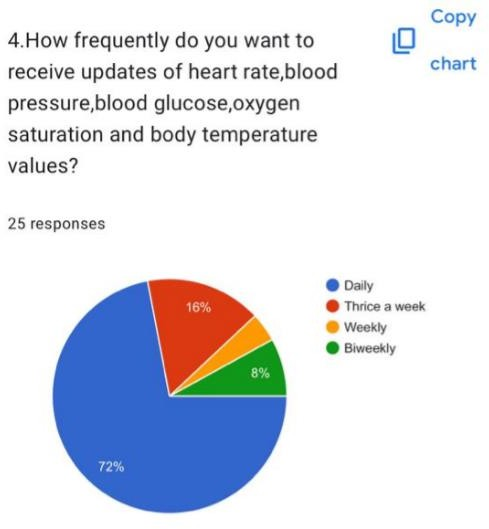 4.How frequently do you want to
receive updates of heart rate,blood
pressure,blood glucose,oxygen
saturation and body temperature
values?
Copy
chart
25 responses
16%
8%
72%
Daily
Thrice a week
Weekly
Biweekly